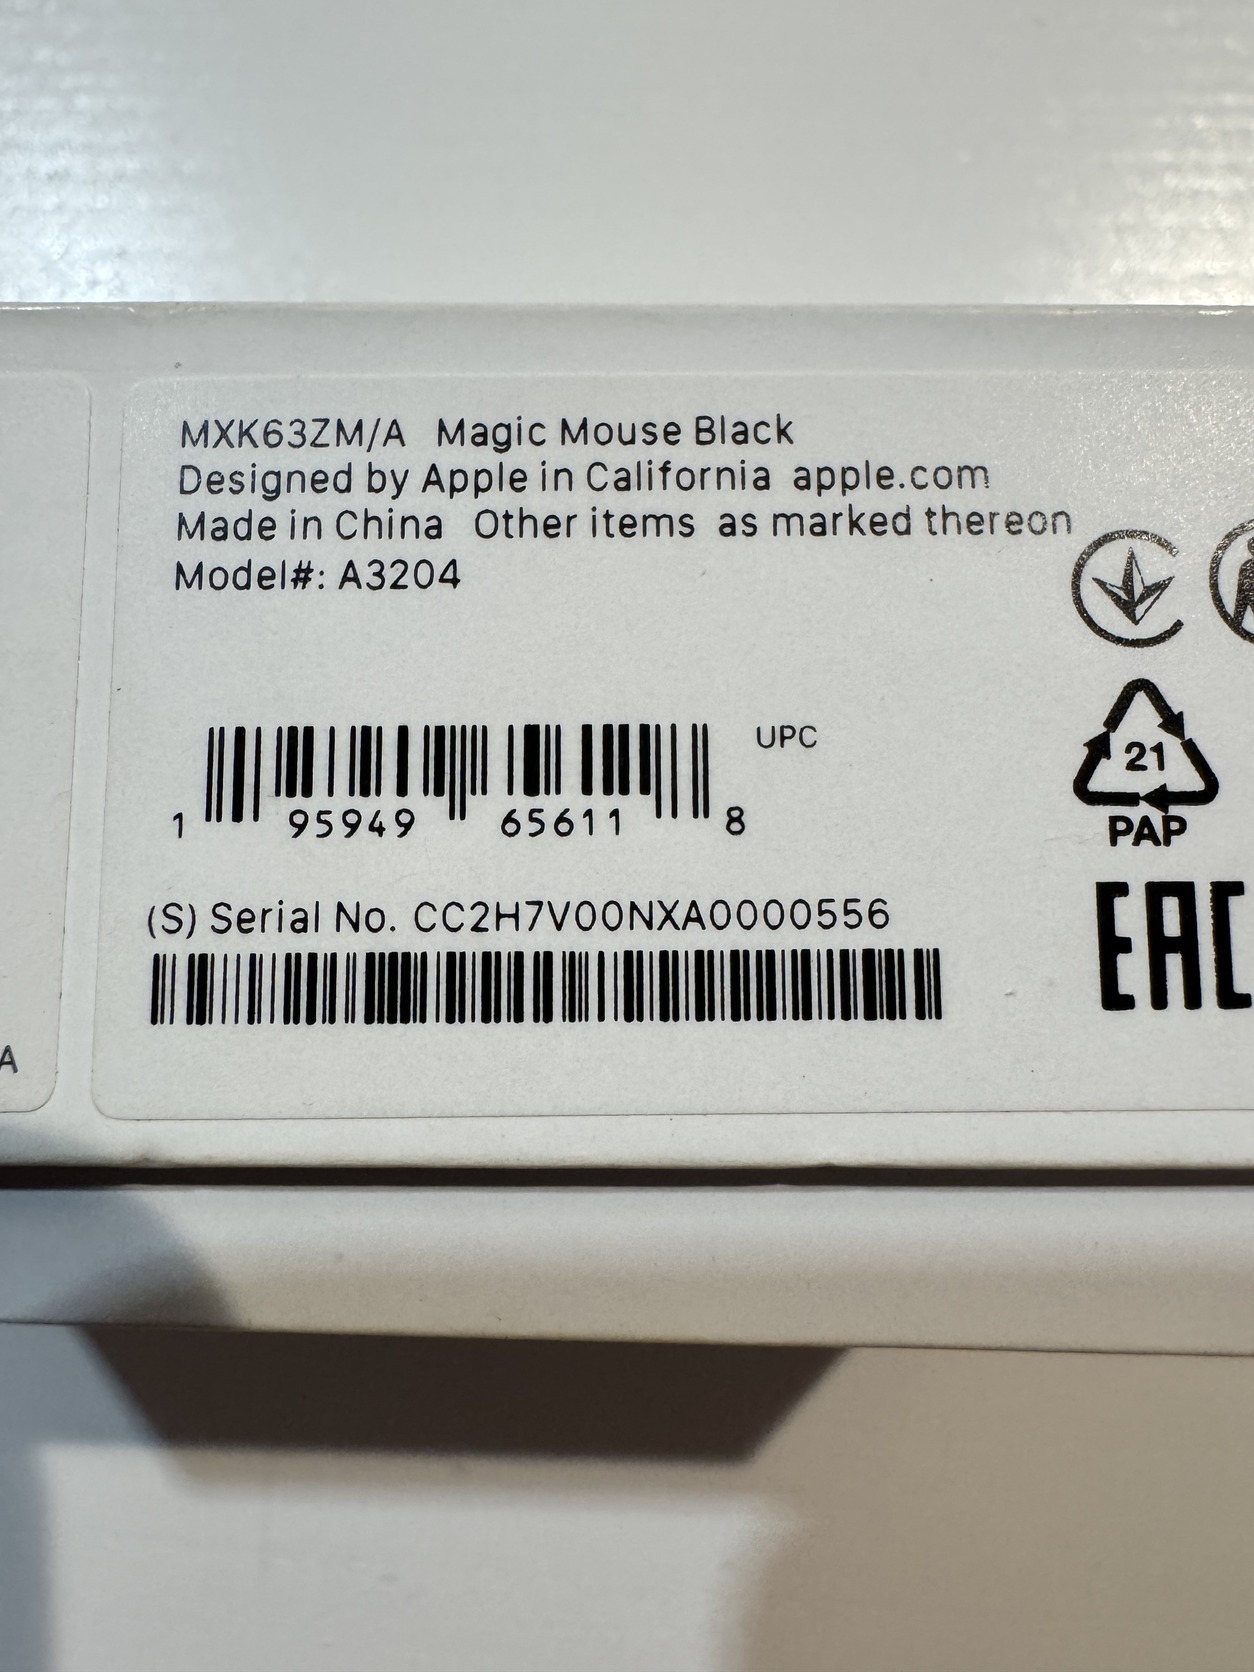 MXK63ZM/A Magic Mouse Black
Designed by Apple in California apple.com
Made in China Other items as marked thereon
Model#: A3204
UPC
1 95949 65611 8
21
PAP
(S) Serial No. CC2H7V00NXA0000556
EAC
A